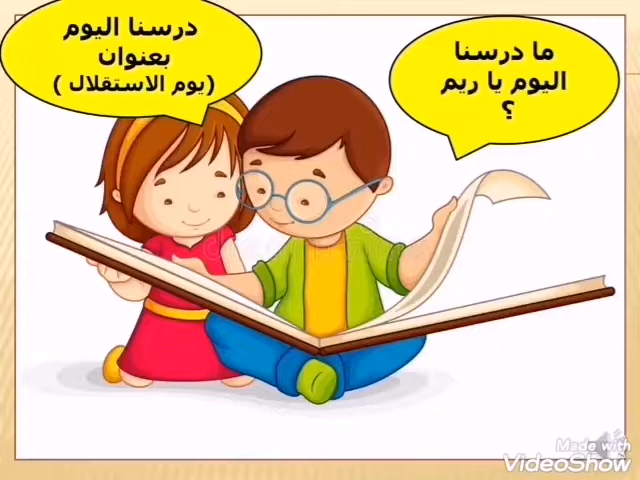 ما درسنا
اليوم يا ريم
؟
درسنا اليوم
بعنوان
(يوم الاستقلال )
Made with
VideoShow